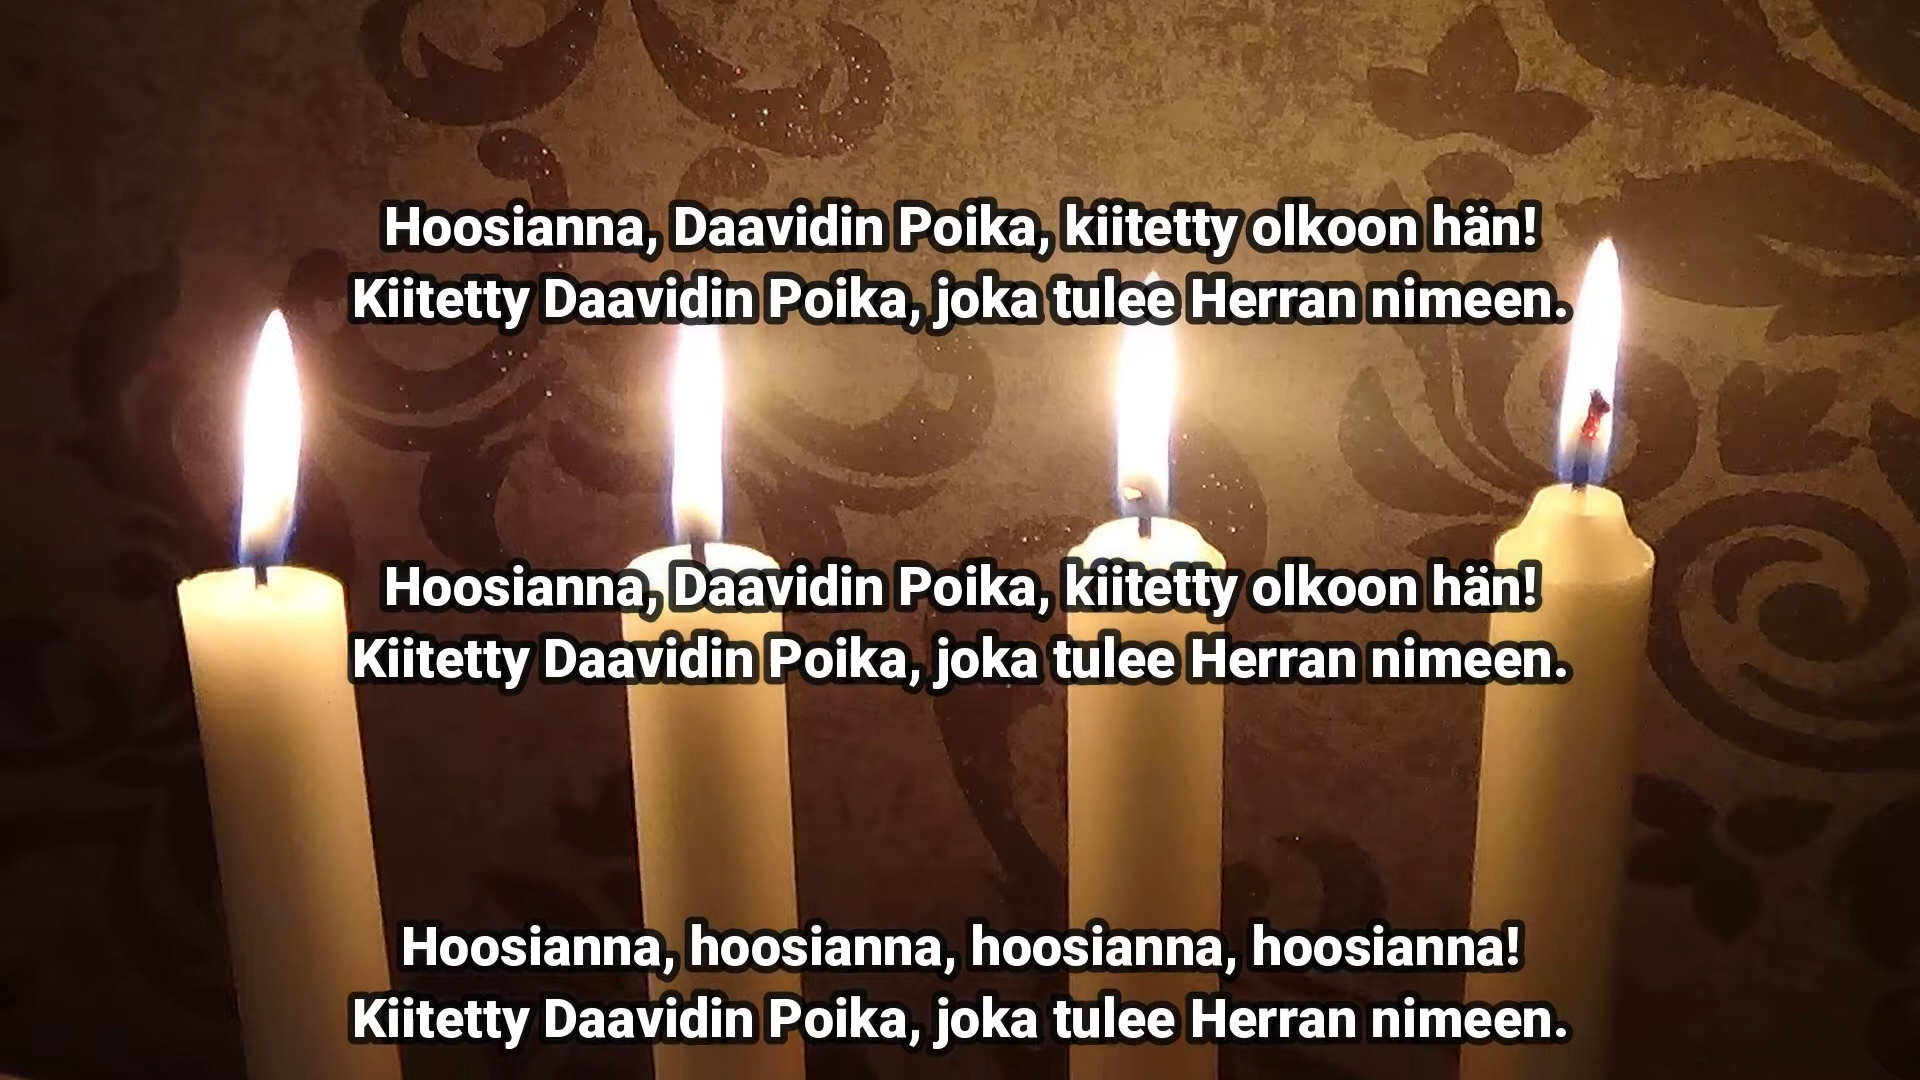 Hoosianna, Daavidin Poika, kiitetty olkoon hän!
Kiitetty Daavidin Poika, joka tulee Herran nimeen.
Hoosianna, Daavidin Poika, kiitetty olkoon hän!
Kiitetty Daavidin Poika, joka tulee Herran nimeen.
Hoosianna, hoosianna, hoosianna, hoosianna!
Kiitetty Daavidin Poika, joka tulee Herran nimeen.